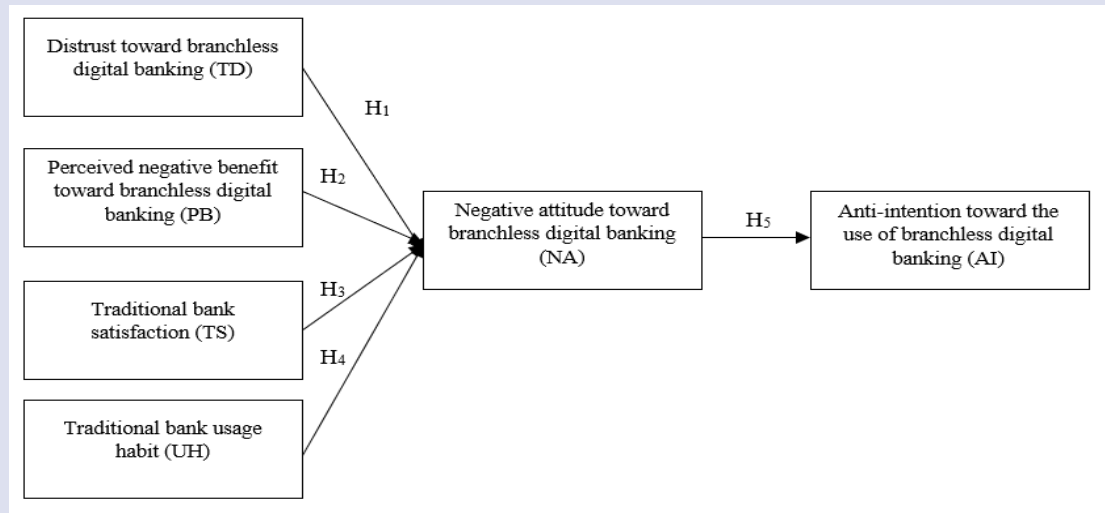 Distrust toward branchless
digital banking (TD)
H1
Perceived negative benefit
toward branchless digital
banking (PB)
H2
Negative attitude toward
branchless digital banking
(NA)
H5
Anti-intention toward the
use of branchless digital
banking (AI)
Traditional bank
satisfaction (TS)
H3
H4
Traditional bank usage
habit (UH)